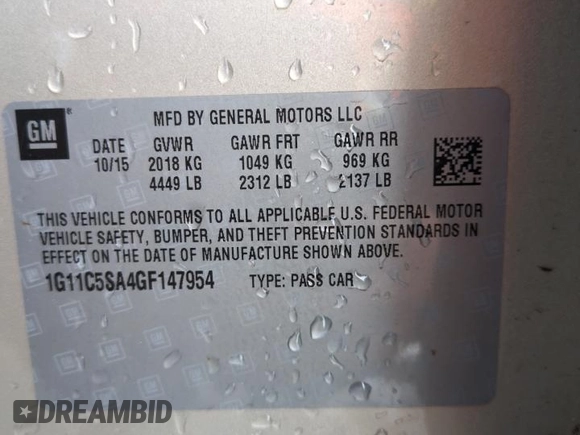 GM
MFD BY GENERAL MOTORS LLC
DATE GVWR GAWR FRT GAWR RR
10/15 2018 KG 1049 KG 969 KG
4449 LB 2312 LB 2137 LB
THIS VEHICLE CONFORMS TO ALL APPLICABLE U.S. FEDERAL MOTOR
VEHICLE SAFETY, BUMPER, AND THEFT PREVENTION STANDARDS IN
EFFECT ON THE DATE OF MANUFACTURE SHOWN ABOVE.
1G11C5SA4GF147954 TYPE: PASS CAR
DREAMBID